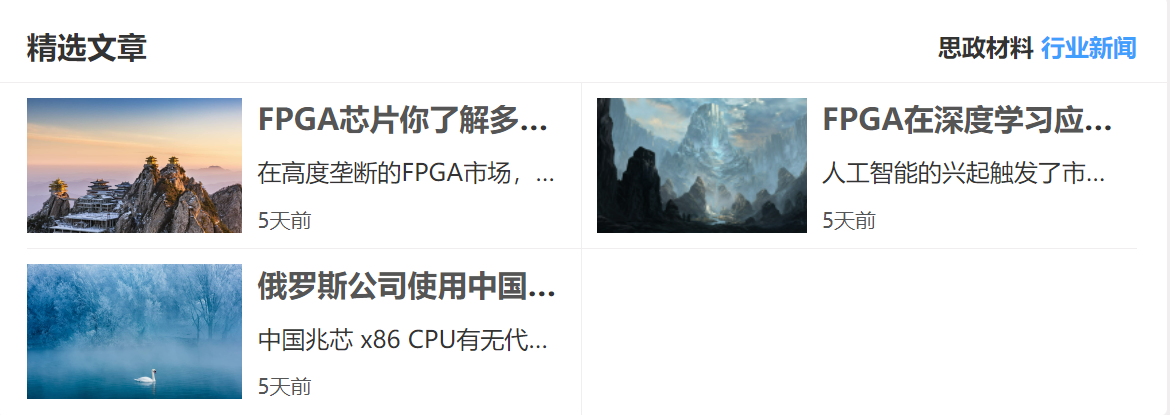 精选文章
思政材料 行业新闻
FPGA芯片你了解多...
在高度垄断的FPGA市场，...
5天前
FPGA在深度学习应...
人工智能的兴起触发了市...
5天前
俄罗斯公司使用中国...
中国兆芯 x86 CPU有无代...
5天前